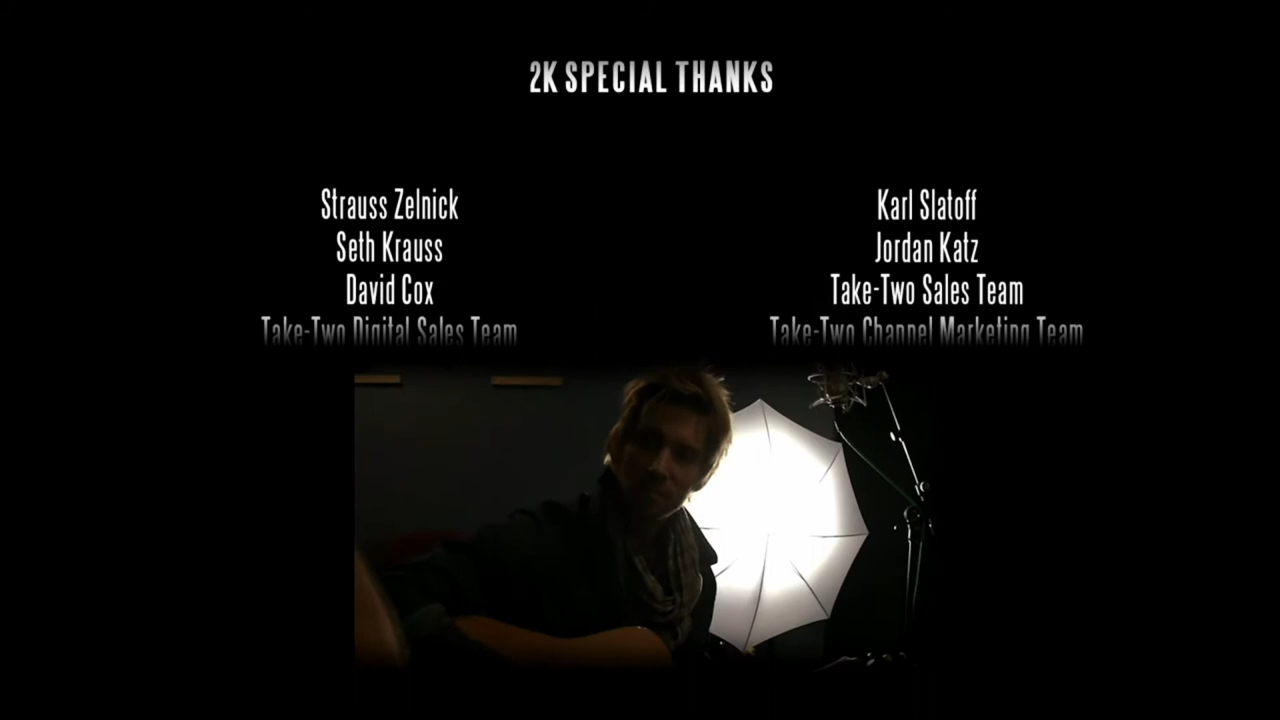 2K SPECIAL THANKS
Strauss Zelnick
Seth Krauss
David Cox
Take-Two Digital Sales Team
Karl Slatoff
Jordan Katz
Take-Two Sales Team
Take-Two Channel Marketing Team